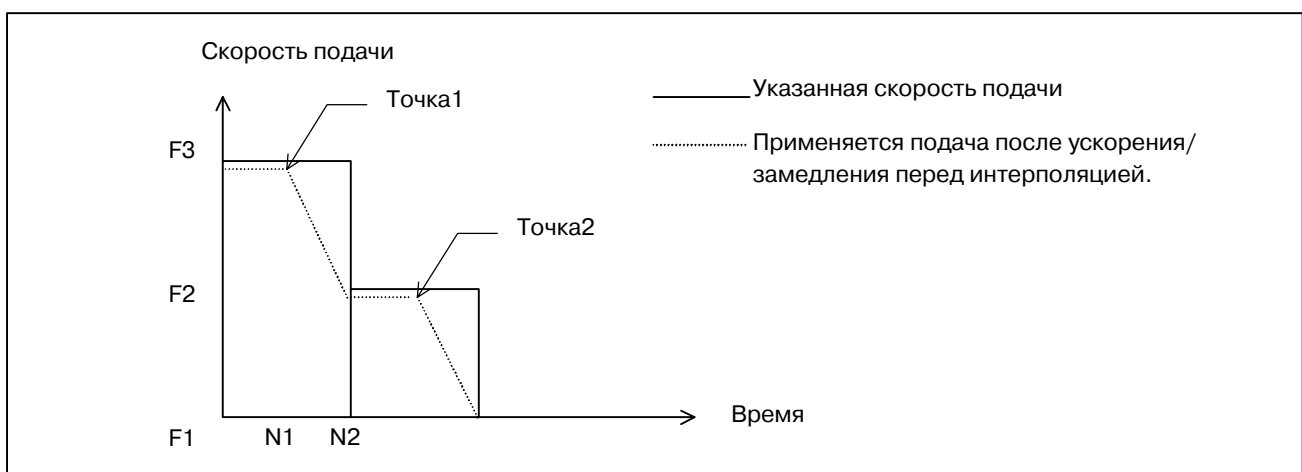 Скорость подачи
Точка1
Указанная скорость подачи
F3
Применяется подача после ускорения/
замедления перед интерполяцией.
Точка2
F2
Время
F1 N1 N2